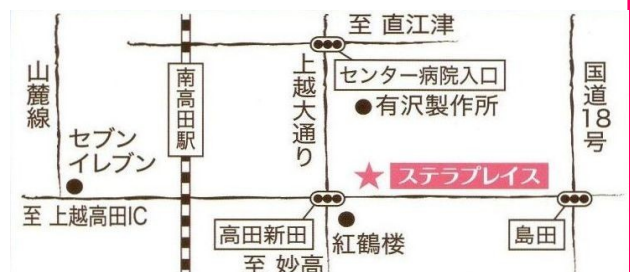 至 直江津
山麓線
南高田駅
上越大通り
センター病院入口
国道18号
有沢製作所
セブン
イレブン
ステラプレイス
至 上越高田IC
高田新田
紅鶴楼
島田
至 妙高